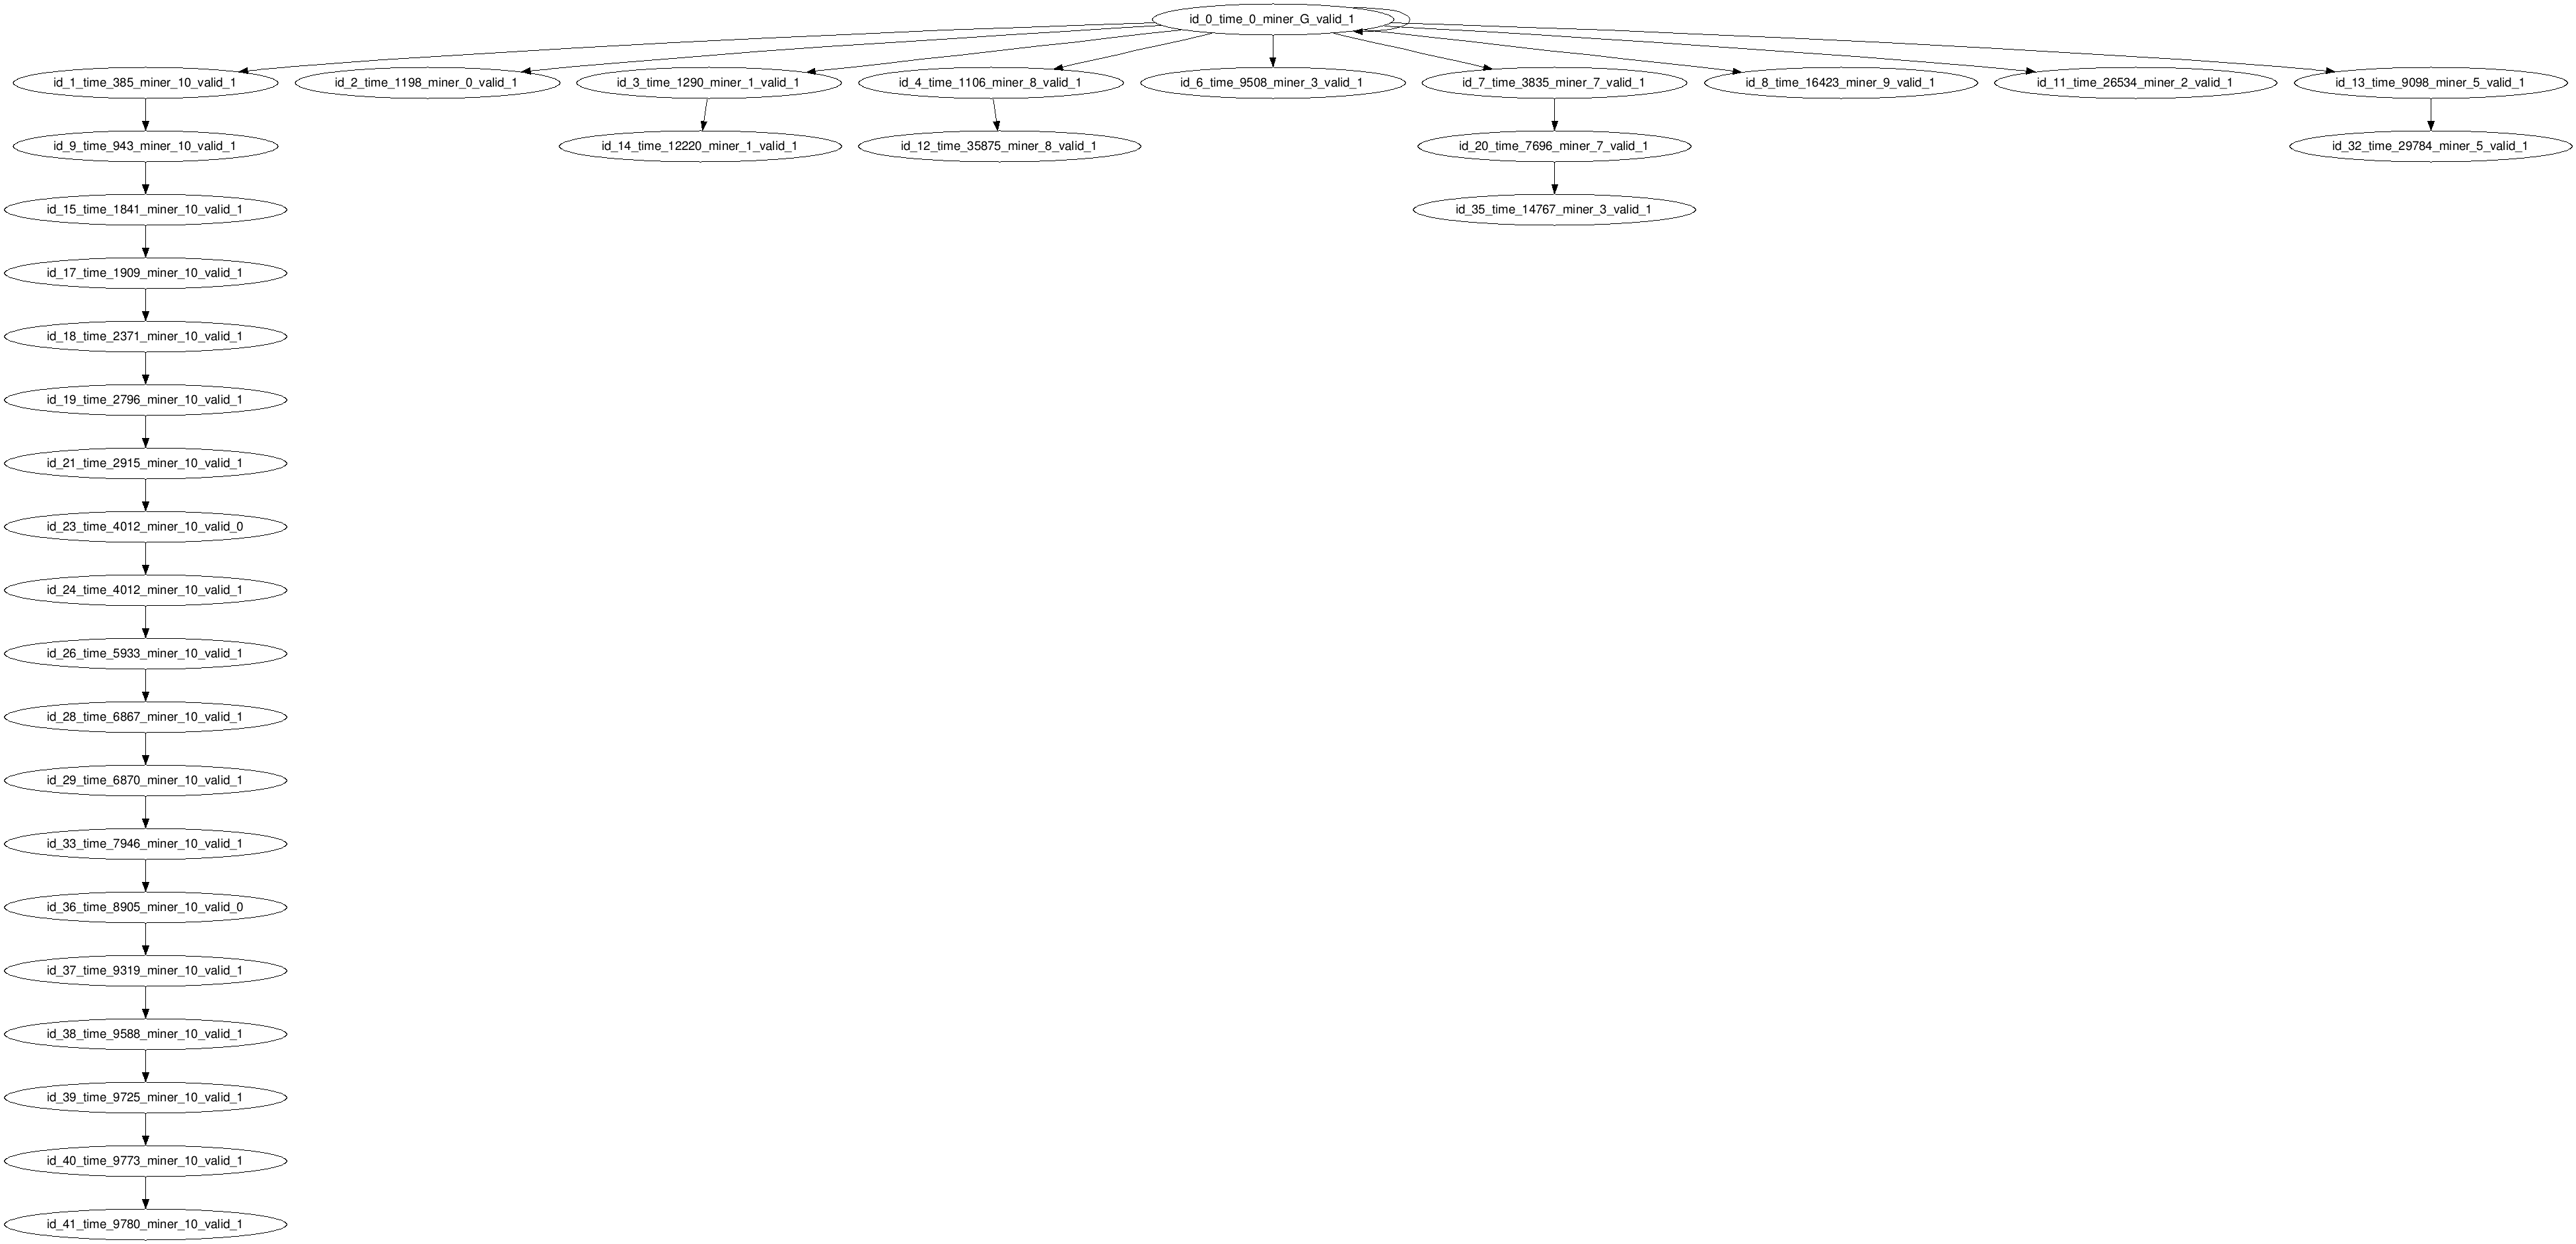 id_0_time_0_miner_G_valid_1
id_1_time_385_miner_10_valid_1
id_2_time_1198_miner_0_valid_1
id_3_time_1290_miner_1_valid_1
id_4_time_1106_miner_8_valid_1
id_6_time_9508_miner_3_valid_1
id_7_time_3835_miner_7_valid_1
id_8_time_16423_miner_9_valid_1
id_11_time_26534_miner_2_valid_1
id_13_time_9098_miner_5_valid_1
id_9_time_943_miner_10_valid_1
id_14_time_12220_miner_1_valid_1
id_12_time_35875_miner_8_valid_1
id_20_time_7696_miner_7_valid_1
id_32_time_29784_miner_5_valid_1
id_15_time_1841_miner_10_valid_1
id_35_time_14767_miner_3_valid_1
id_17_time_1909_miner_10_valid_1
id_18_time_2371_miner_10_valid_1
id_19_time_2796_miner_10_valid_1
id_21_time_2915_miner_10_valid_1
id_23_time_4012_miner_10_valid_0
id_24_time_4012_miner_10_valid_1
id_26_time_5933_miner_10_valid_1
id_28_time_6867_miner_10_valid_1
id_29_time_6870_miner_10_valid_1
id_33_time_7946_miner_10_valid_1
id_36_time_8905_miner_10_valid_0
id_37_time_9319_miner_10_valid_1
id_38_time_9588_miner_10_valid_1
id_39_time_9725_miner_10_valid_1
id_40_time_9773_miner_10_valid_1
id_41_time_9780_miner_10_valid_1